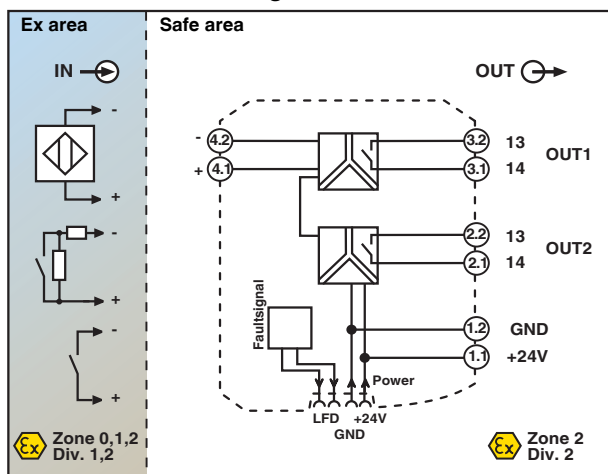 Ex area
Safe area
IN
OUT
-
+
-
+
-
+
- 4.2
+ 4.1
3.2 13
OUT1
3.1 14
2.2 13
OUT2
2.1 14
1.2 GND
1.1 +24V
Faultsignal
Power
LFD +24V
GND
Ex Zone 0,1,2
Div. 1,2
Ex Zone 2
Div. 2